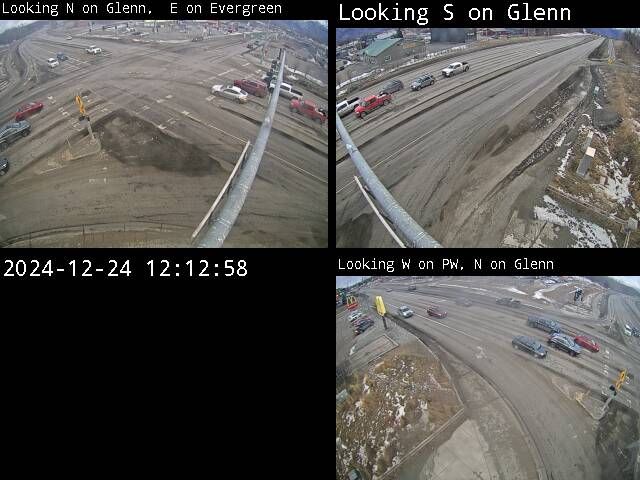 Looking N on Glenn,  E on Evergreen
Looking S on Glenn
2024-12-24 12:12:58
Looking W on PW, N on Glenn